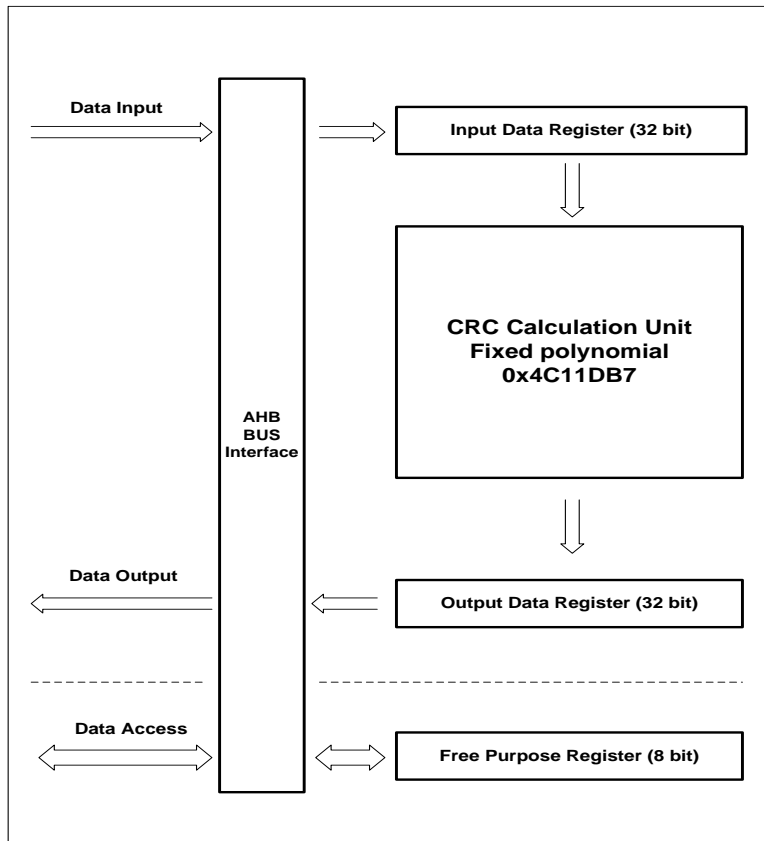 Data Input
Input Data Register (32 bit)
CRC Calculation Unit
Fixed polynomial
0x4C11DB7
AHB
BUS
Interface
Data Output
Output Data Register (32 bit)
Data Access
Free Purpose Register (8 bit)